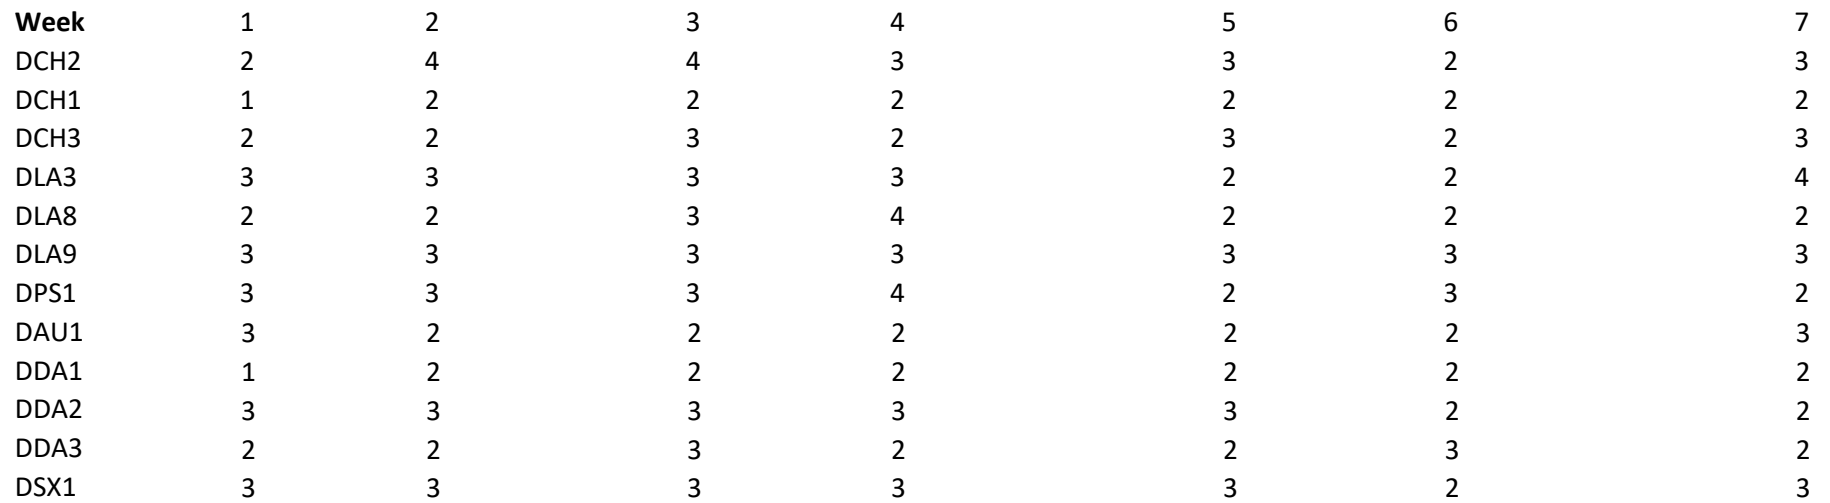 Week 1 2 3 4 5 6 7
DCH2 2 4 4 3 3 2 3
DCH1 1 2 2 2 2 2 2
DCH3 2 2 3 2 3 2 3
DLA3 3 3 3 3 2 2 4
DLA8 2 2 3 4 2 2 2
DLA9 3 3 3 3 3 3 3
DPS1 3 3 3 4 2 3 2
DAU1 3 2 2 2 2 2 3
DDA1 1 2 2 2 2 2 2
DDA2 3 3 3 3 3 2 2
DDA3 2 2 3 2 2 3 2
DSX1 3 3 3 3 3 2 3